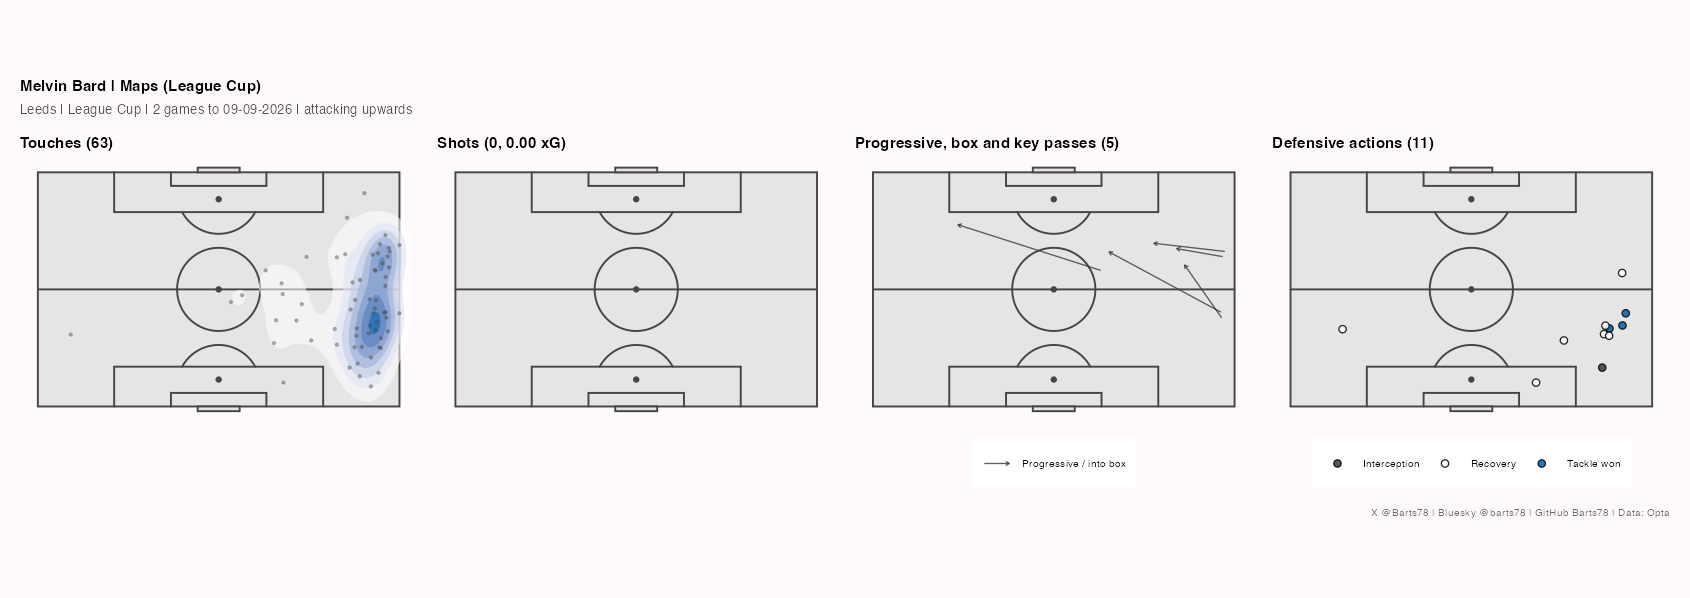 Melvin Bard | Maps (League Cup)
Leeds | League Cup | 2 games to 09-09-2026 | attacking upwards
Touches (63)
Shots (0, 0.00 xG)
Progressive, box and key passes (5)
Defensive actions (11)
Progressive / into box
Interception
Recovery
Tackle won
X @Barts78 | Bluesky @barts78 | GitHub Barts78 | Data: Opta